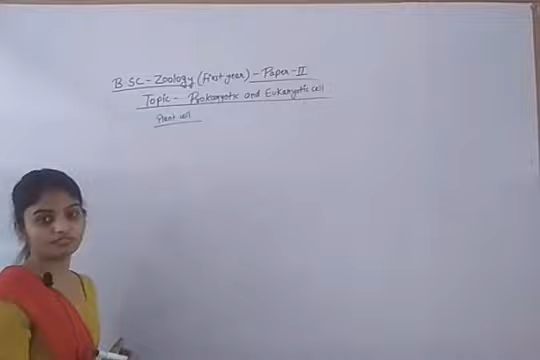 B.SC - Zoology (First year) - Paper - II
Topic - Prokaryotic and Eukaryotic cell
Plant cell